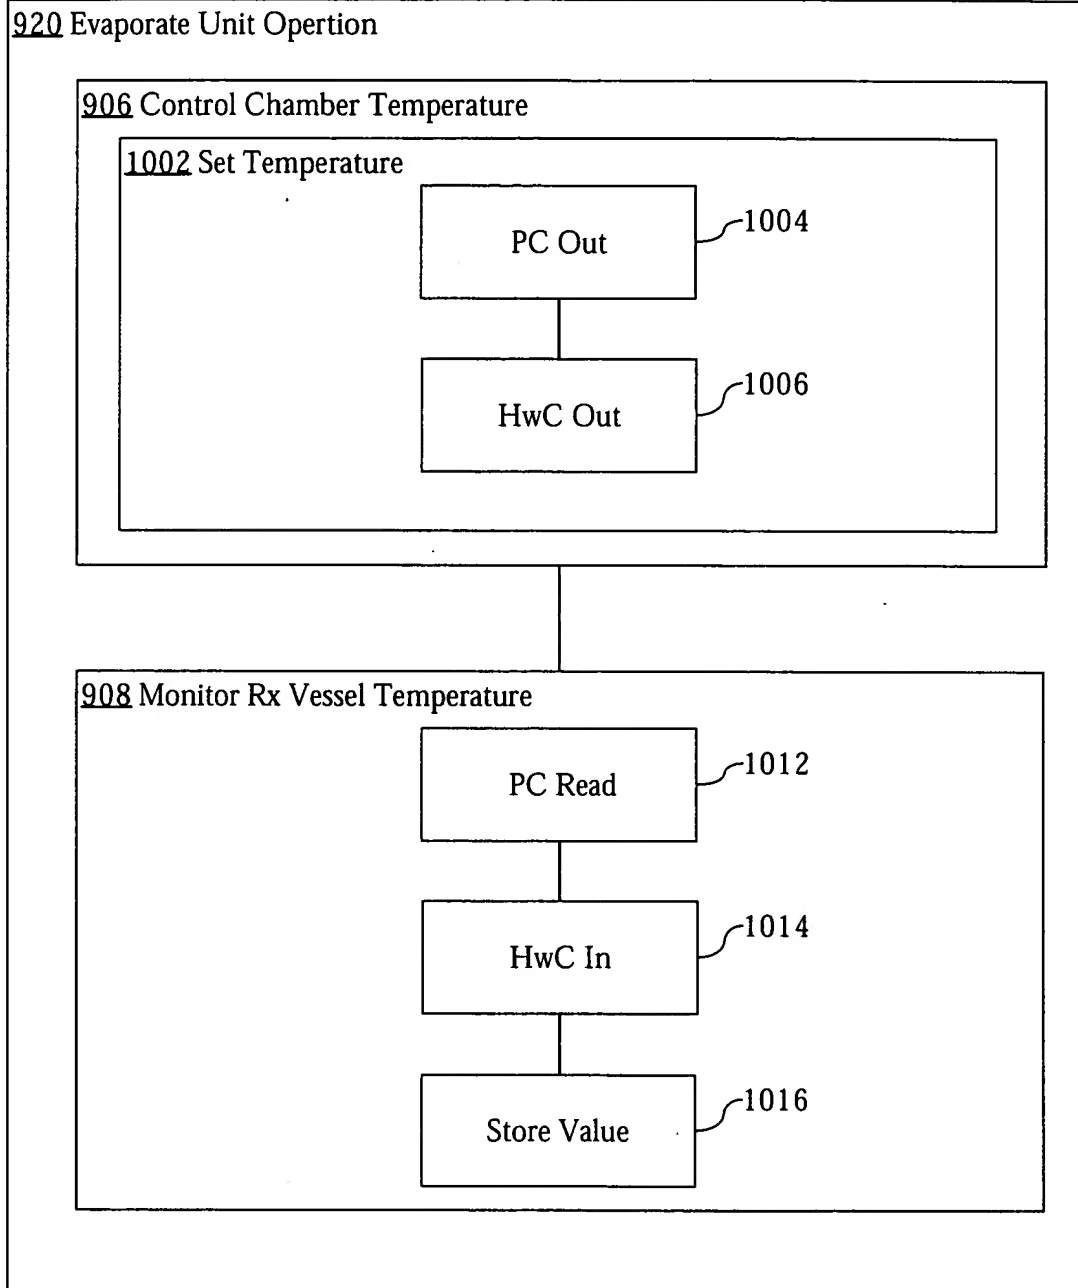 920 Evaporate Unit Opertion
906 Control Chamber Temperature
1002 Set Temperature
PC Out
1004
HwC Out
1006
908 Monitor Rx Vessel Temperature
PC Read
1012
HwC In
1014
Store Value
1016